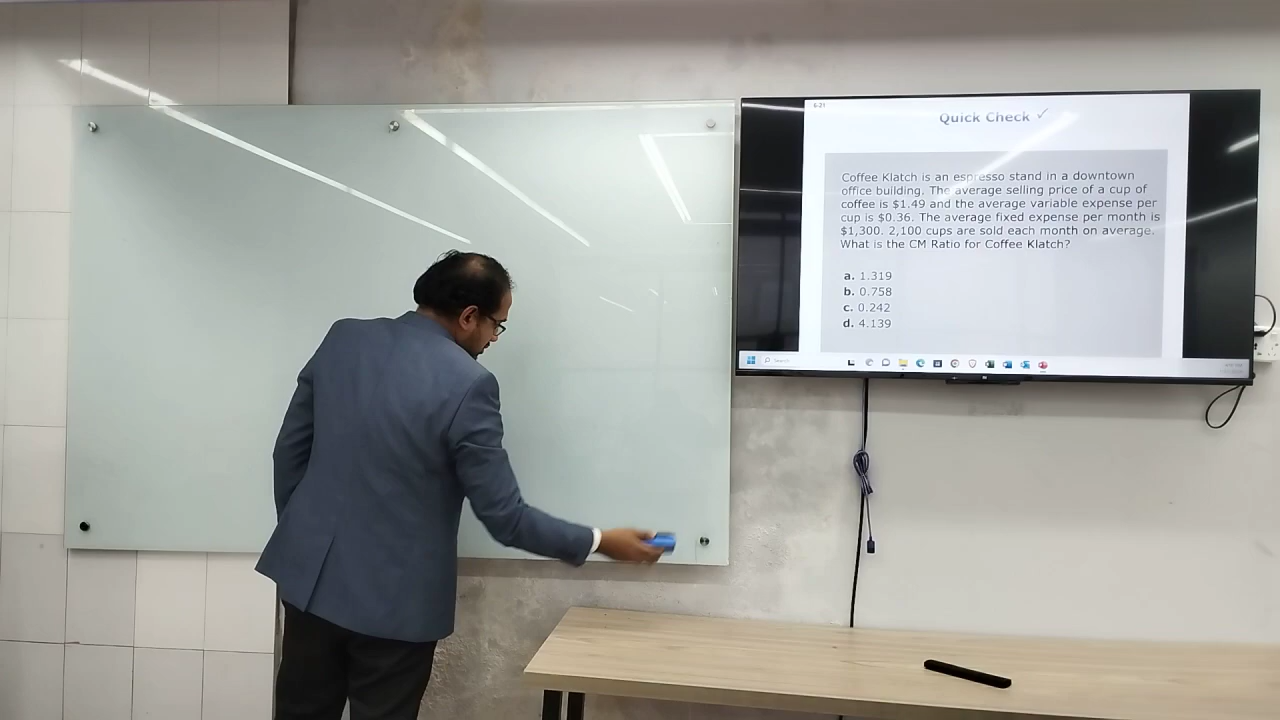 6-21
Quick Check ✓
Coffee Klatch is an espresso stand in a downtown
office building. The average selling price of a cup of
coffee is $1.49 and the average variable expense per
cup is $0.36. The average fixed expense per month is
$1,300. 2,100 cups are sold each month on average.
What is the CM Ratio for Coffee Klatch?
a. 1.319
b. 0.758
c. 0.242
d. 4.139
Search